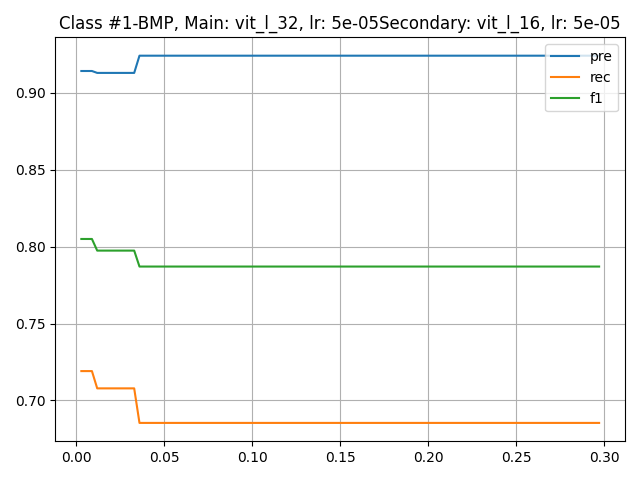 Class #1-BMP, Main: vit_l_32, lr: 5e-05Secondary: vit_l_16, lr: 5e-05
pre
rec
f1
0.90
0.85
0.80
0.75
0.70
0.00 0.05 0.10 0.15 0.20 0.25 0.30